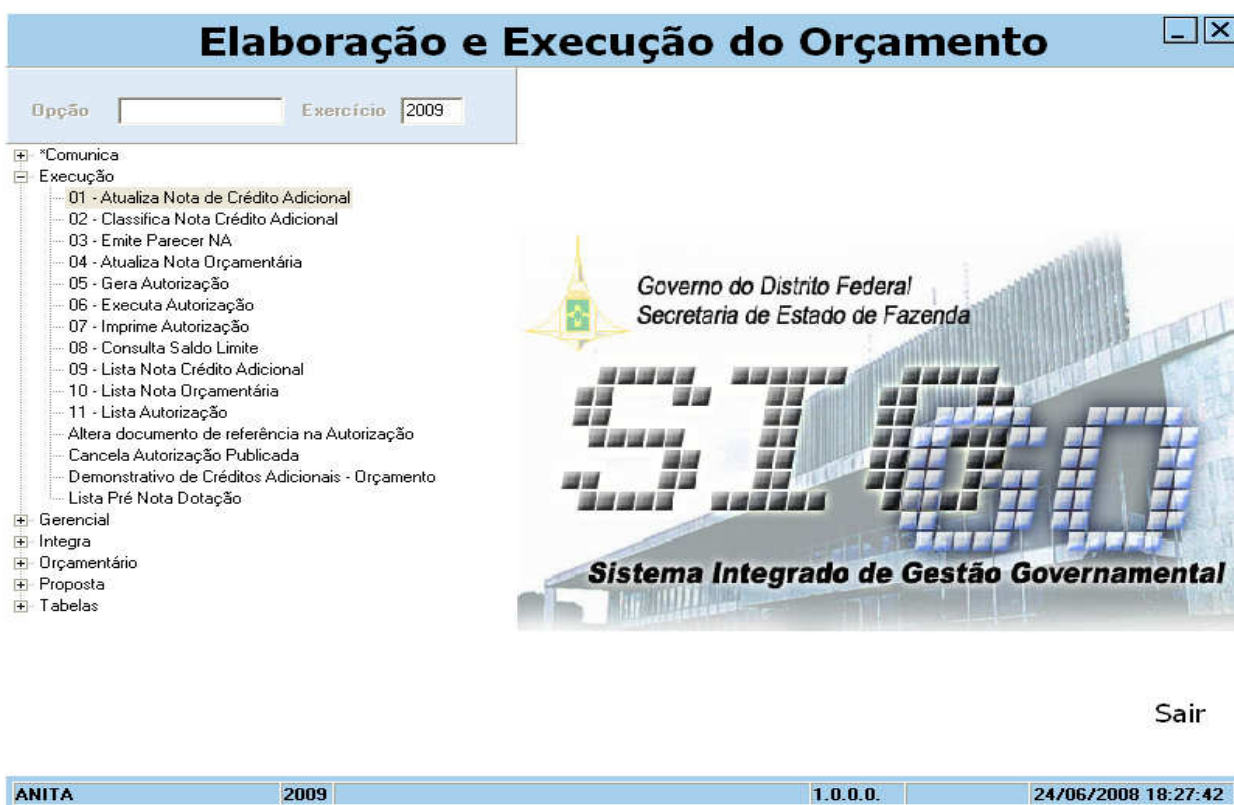 Elaboração e Execução do Orçamento
Opção Exercício 2009
*Comunica
Execução
01 - Atualiza Nota de Crédito Adicional
02 - Classifica Nota Crédito Adicional
03 - Emite Parecer NA
04 - Atualiza Nota Orçamentária
05 - Gera Autorização
06 - Executa Autorização
07 - Imprime Autorização
08 - Consulta Saldo Limite
09 - Lista Nota Crédito Adicional
10 - Lista Nota Orçamentária
11 - Lista Autorização
Altera documento de referência na Autorização
Cancela Autorização Publicada
Demonstrativo de Créditos Adicionais - Orçamento
Lista Pré Nota Dotação
Gerencial
Integra
Orçamentário
Proposta
Tabelas
Governo do Distrito Federal
Secretaria de Estado de Fazenda
SIGGO
Sistema Integrado de Gestão Governamental
Sair
ANITA 2009 1.0.0.0. 24/06/2008 18:27:42